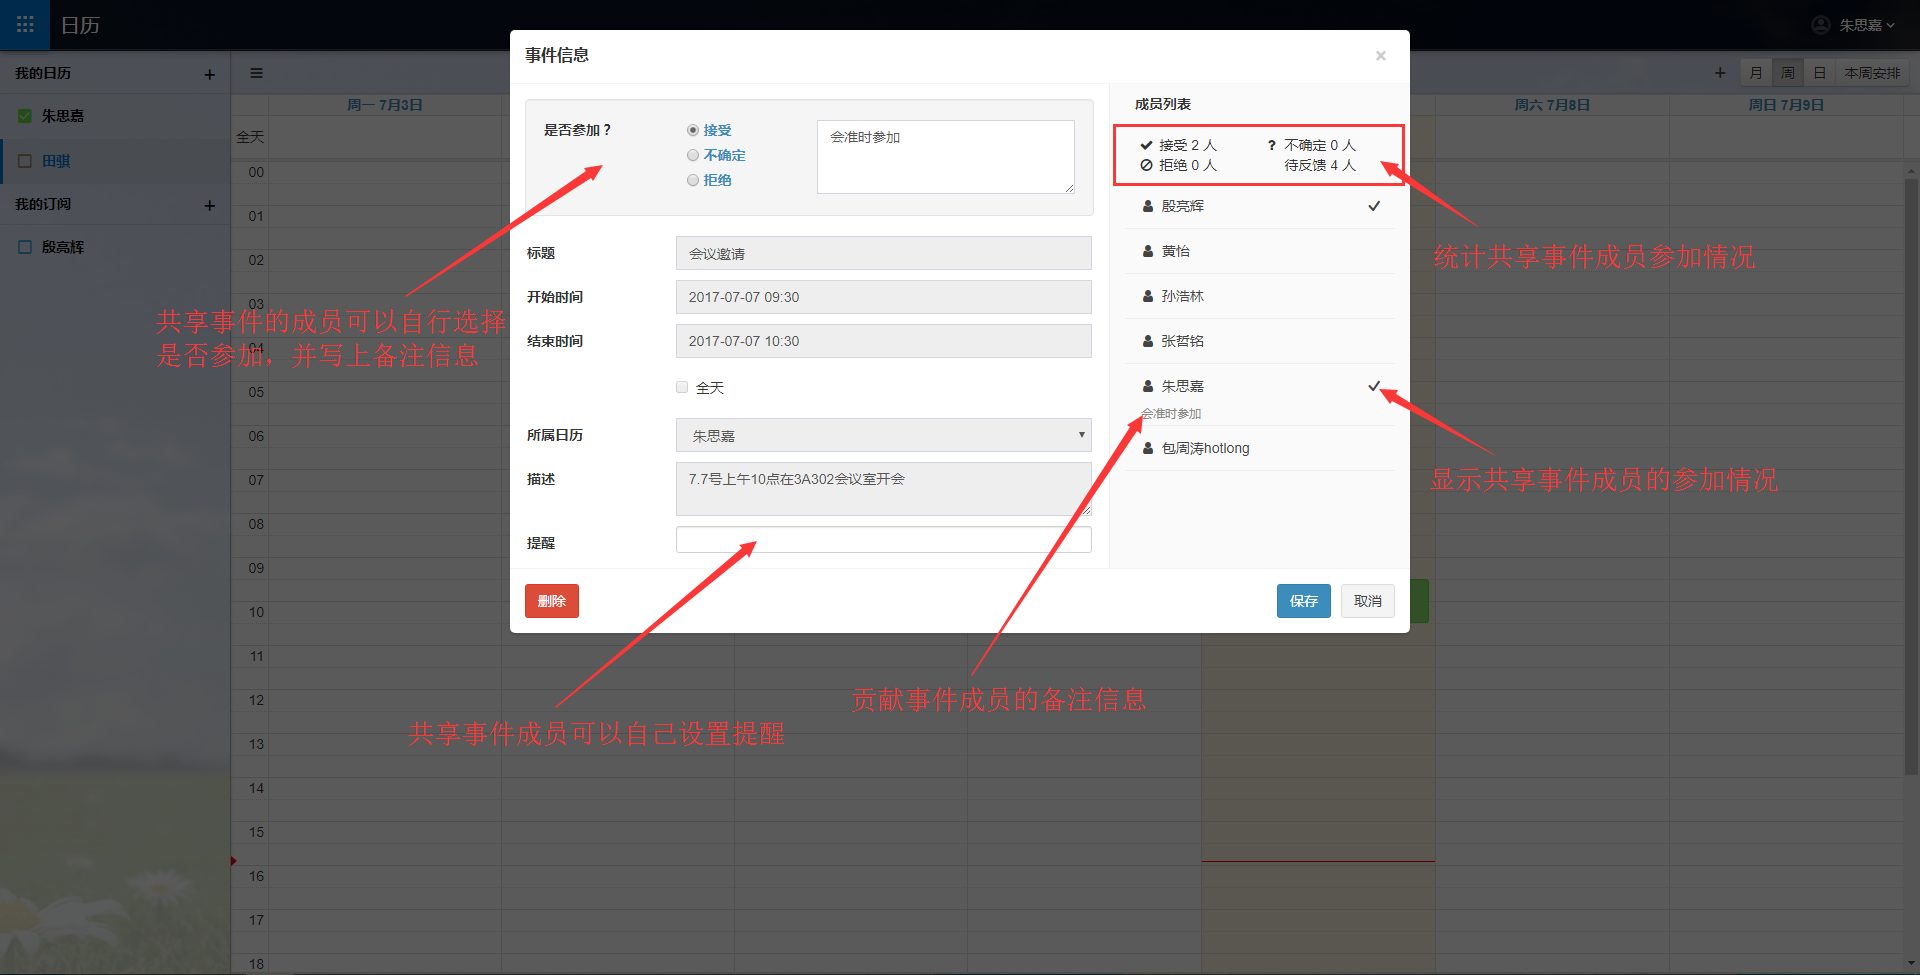 日历
朱思嘉
我的日历 +
朱思嘉
田骐
我的订阅 +
殷亮辉
+ 月 周 日 本周安排
周一 7月3日
周六 7月8日
周日 7月9日
全天
00
01
02
03
04
05
06
07
08
09
10
11
12
13
14
15
16
17
18
事件信息
×
是否参加？
接受
不确定
拒绝
会准时参加
标题
会议邀请
开始时间
2017-07-07 09:30
结束时间
2017-07-07 10:30
全天
所属日历
朱思嘉
描述
7.7号上午10点在3A302会议室开会
提醒
删除
保存
取消
成员列表
接受 2 人 ? 不确定 0 人
拒绝 0 人 待反馈 4 人
殷亮辉
黄怡
孙浩林
张哲铭
朱思嘉
会准时参加
包周涛hotlong
共享事件的成员可以自行选择
是否参加，并写上备注信息
统计共享事件成员参加情况
显示共享事件成员的参加情况
贡献事件成员的备注信息
共享事件成员可以自己设置提醒